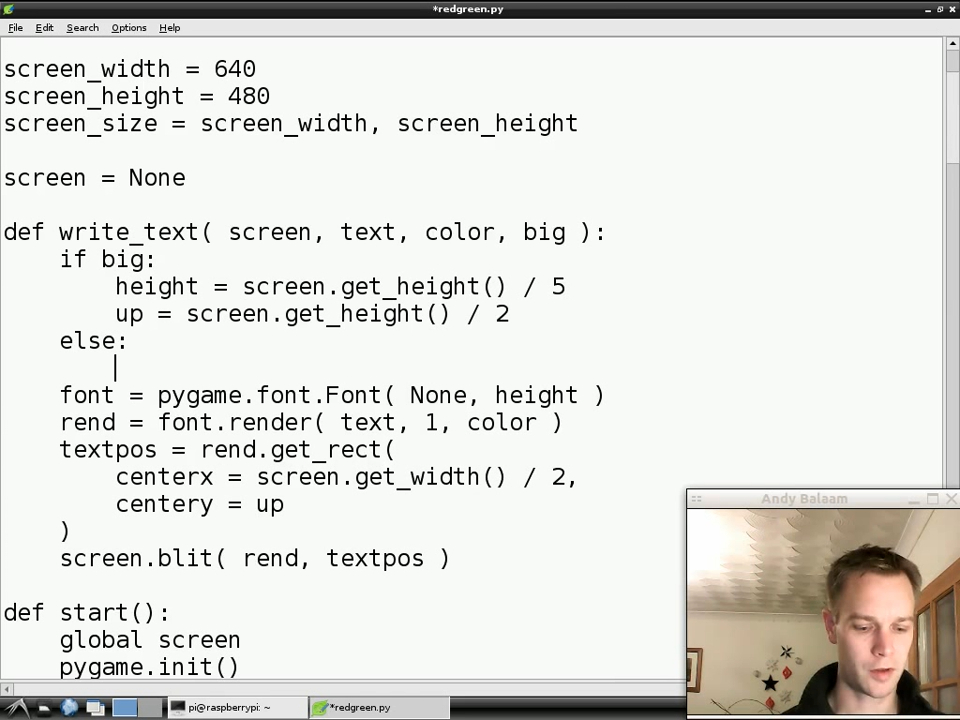 *redgreen.py
File Edit Search Options Help
screen_width = 640
screen_height = 480
screen_size = screen_width, screen_height
screen = None
def write_text( screen, text, color, big ):
    if big:
        height = screen.get_height() / 5
        up = screen.get_height() / 2
    else:
    font = pygame.font.Font( None, height )
    rend = font.render( text, 1, color )
    textpos = rend.get_rect(
        centerx = screen.get_width() / 2,
        centery = up
    )
    screen.blit( rend, textpos )
def start():
    global screen
    pygame.init()
Andy Balaam
pi@raspberrypi: ~
*redgreen.py